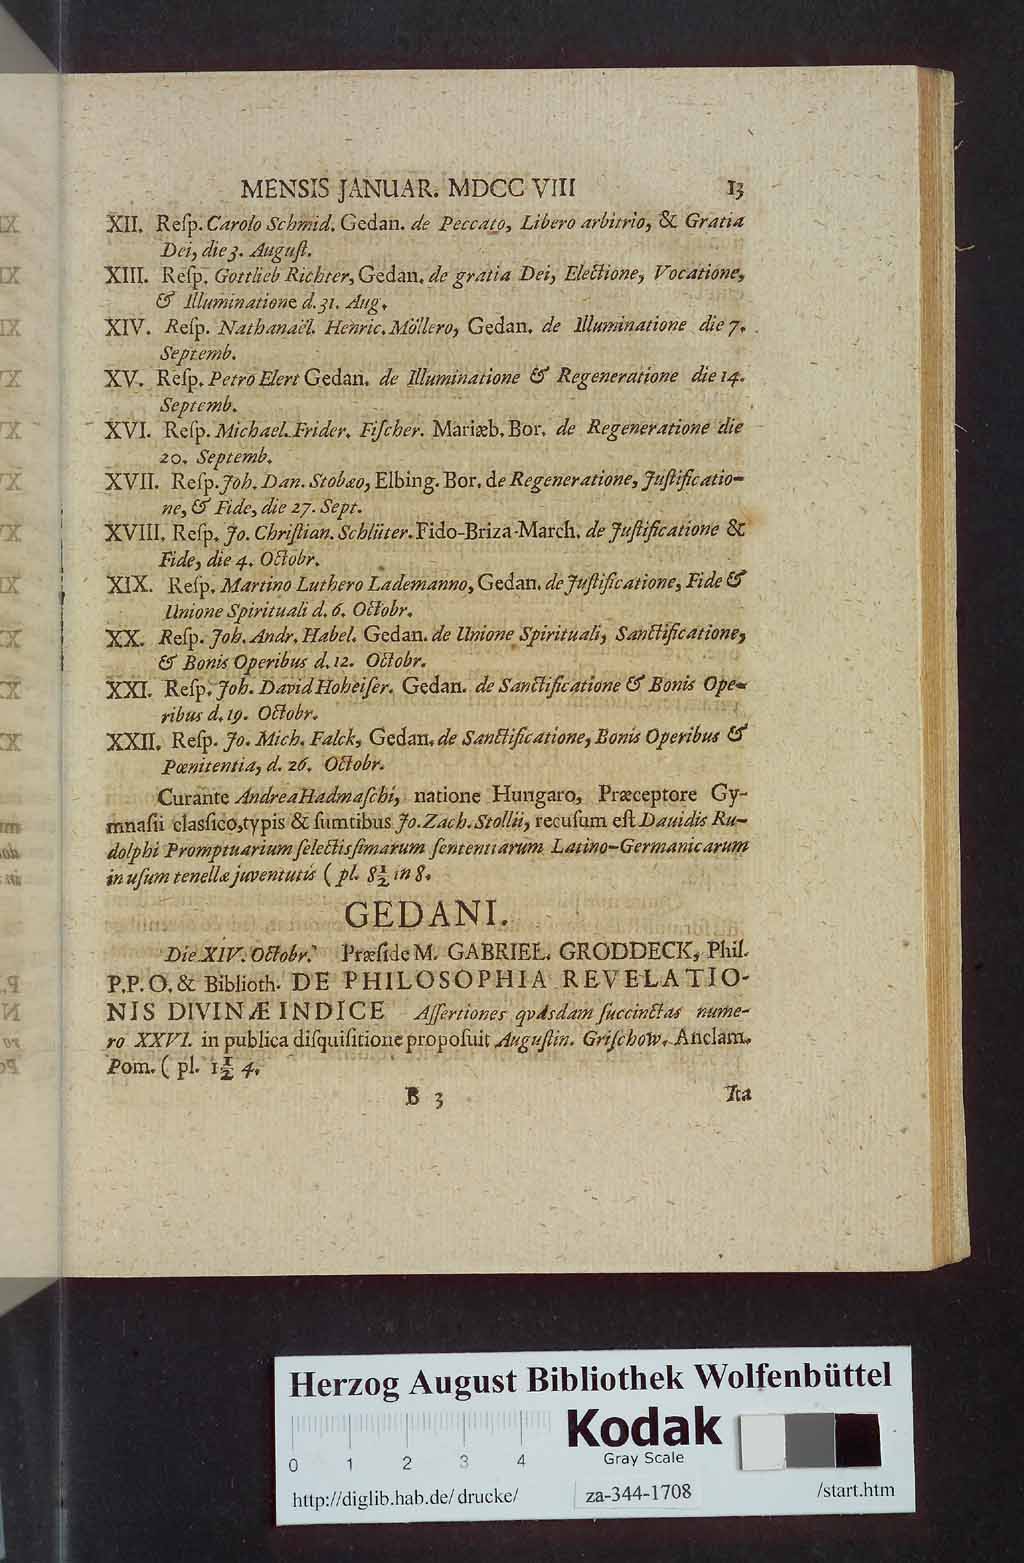 MENSIS JANUAR. MDCC VIII 13
XII. Reſp. Carolo Schmid. Gedan. de Peccato, Libero arbitrio, & Gratia
Dei, die 3. Auguſt.
XIII. Reſp. Gottlieb Richter, Gedan. de gratia Dei, Electione, Vocatione,
& Illuminatione d. 31. Aug.
XIV. Reſp. Nathanaël. Henric. Möllero, Gedan. de Illuminatione die 7.
Septemb.
XV. Reſp. Petro Elert Gedan. de Illuminatione & Regeneratione die 14.
Septemb.
XVI. Reſp. Michael. Frider. Fiſcher. Mariæb. Bor. de Regeneratione die
20. Septemb.
XVII. Reſp. Joh. Dan. Stobæo, Elbing. Bor. de Regeneratione, Juſtificatio-
ne, & Fide, die 27. Sept.
XVIII. Reſp. Jo. Chriſtian. Schlüter. Fido-Briza-March. de Juſtificatione &
Fide, die 4. Octobr.
XIX. Reſp. Martino Luthero Lademanno, Gedan. de Juſtificatione, Fide &
Unione Spirituali d. 6. Octobr.
XX. Reſp. Joh. Andr. Habel. Gedan. de Unione Spirituali, Sanctificatione,
& Bonis Operibus d. 12. Octobr.
XXI. Reſp. Joh. David Hoheiſer. Gedan. de Sanctificatione & Bonis Ope-
ribus d. 19. Octobr.
XXII. Reſp. Jo. Mich. Falck, Gedan. de Sanctificatione, Bonis Operibus &
Pœnitentia, d. 26. Octobr.
Curante Andrea Hadmaſchi, natione Hungaro, Præceptore Gy-
mnaſii claſſico, typis & ſumtibus Jo. Zach. Stollii, recuſum eſt Dauidis Ru-
dolphi Promptuarium ſelectiſſimarum ſententiarum Latino-Germanicarum
in uſum tenellæ juventutis ( pl. 8½ in 8.
GEDANI.
Die XIV. Octobr. Præſide M. GABRIEL. GRODDECK, Phil.
P.P. O. & Biblioth. DE PHILOSOPHIA REVELATIO-
NIS DIVINÆ INDICE Aſſertiones qvasdam ſuccinctas nume-
ro XXVI. in publica diſquiſitione propoſuit Auguſtin. Griſchow. Anclam.
Pom. ( pl. 1½ 4.
B 3 Ita
Herzog August Bibliothek Wolfenbüttel
0 1 2 3 4
Kodak
Gray Scale
http://diglib.hab.de/drucke/ za-344-1708 /start.htm